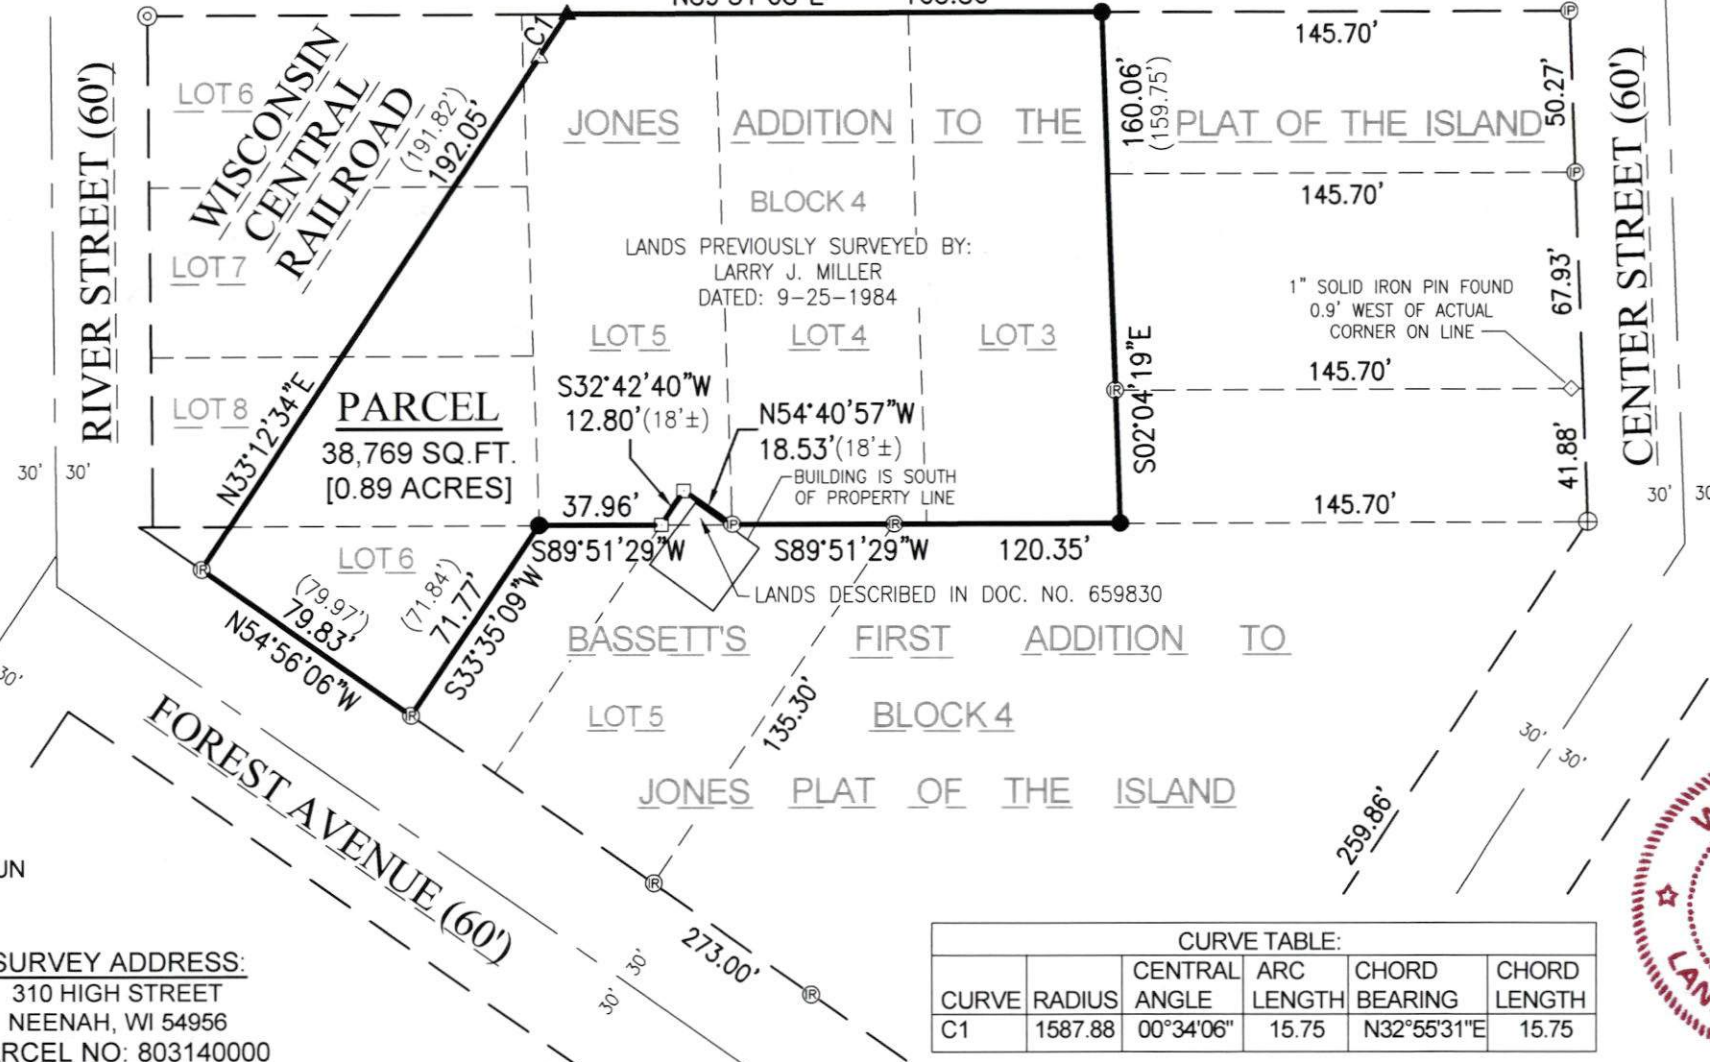 C1
145.70'
50.27'
RIVER STREET (60')
WISCONSIN
CENTRAL
RAILROAD
LOT 6
(191.82')
192.05'
JONES ADDITION TO THE PLAT OF THE ISLAND
160.06'
(159.75')
CENTER STREET (60')
145.70'
BLOCK 4
LOT 7
LANDS PREVIOUSLY SURVEYED BY:
LARRY J. MILLER
DATED: 9-25-1984
67.93'
1" SOLID IRON PIN FOUND
0.9' WEST OF ACTUAL
CORNER ON LINE
LOT 5
LOT 4
LOT 3
S02°04'19"E
145.70'
N33°12'34"E
LOT 8
PARCEL
38,769 SQ.FT.
[0.89 ACRES]
S32°42'40"W
12.80'(18'±)
N54°40'57"W
18.53'(18'±)
BUILDING IS SOUTH
OF PROPERTY LINE
41.88'
30' 30'
30'
37.96'
S89°51'29"W
S89°51'29"W 120.35'
145.70'
LOT 6
(79.97')
79.83'
N54°56'06"W
(71.84')
71.77'
S33°35'09"W
LANDS DESCRIBED IN DOC. NO. 659830
BASSETT'S FIRST ADDITION TO
LOT 5
BLOCK 4
135.30'
JONES PLAT OF THE ISLAND
30'
30'
30'
FOREST AVENUE (60')
259.86'
273.00'
30'
30'
SURVEY ADDRESS:
310 HIGH STREET
NEENAH, WI 54956
PARCEL NO: 803140000
CURVE TABLE:
CURVE RADIUS CENTRAL ANGLE ARC LENGTH CHORD BEARING CHORD LENGTH
C1 1587.88 00°34'06" 15.75 N32°55'31"E 15.75